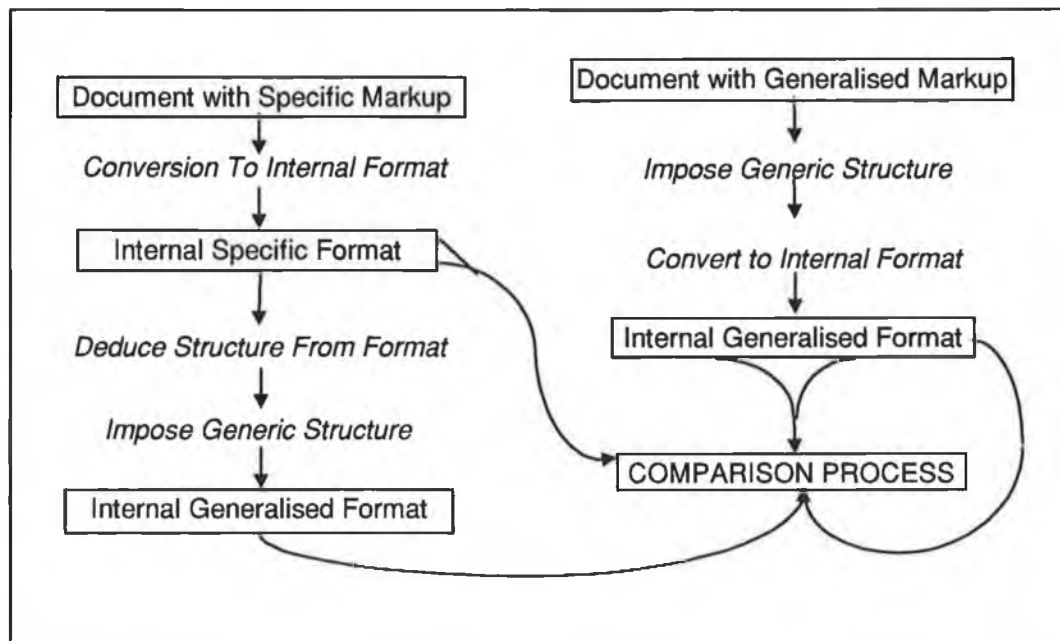 Document with Specific Markup
Conversion To Internal Format
Internal Specific Format
Deduce Structure From Format
Impose Generic Structure
Internal Generalised Format
Document with Generalised Markup
Impose Generic Structure
Convert to Internal Format
Internal Generalised Format
COMPARISON PROCESS